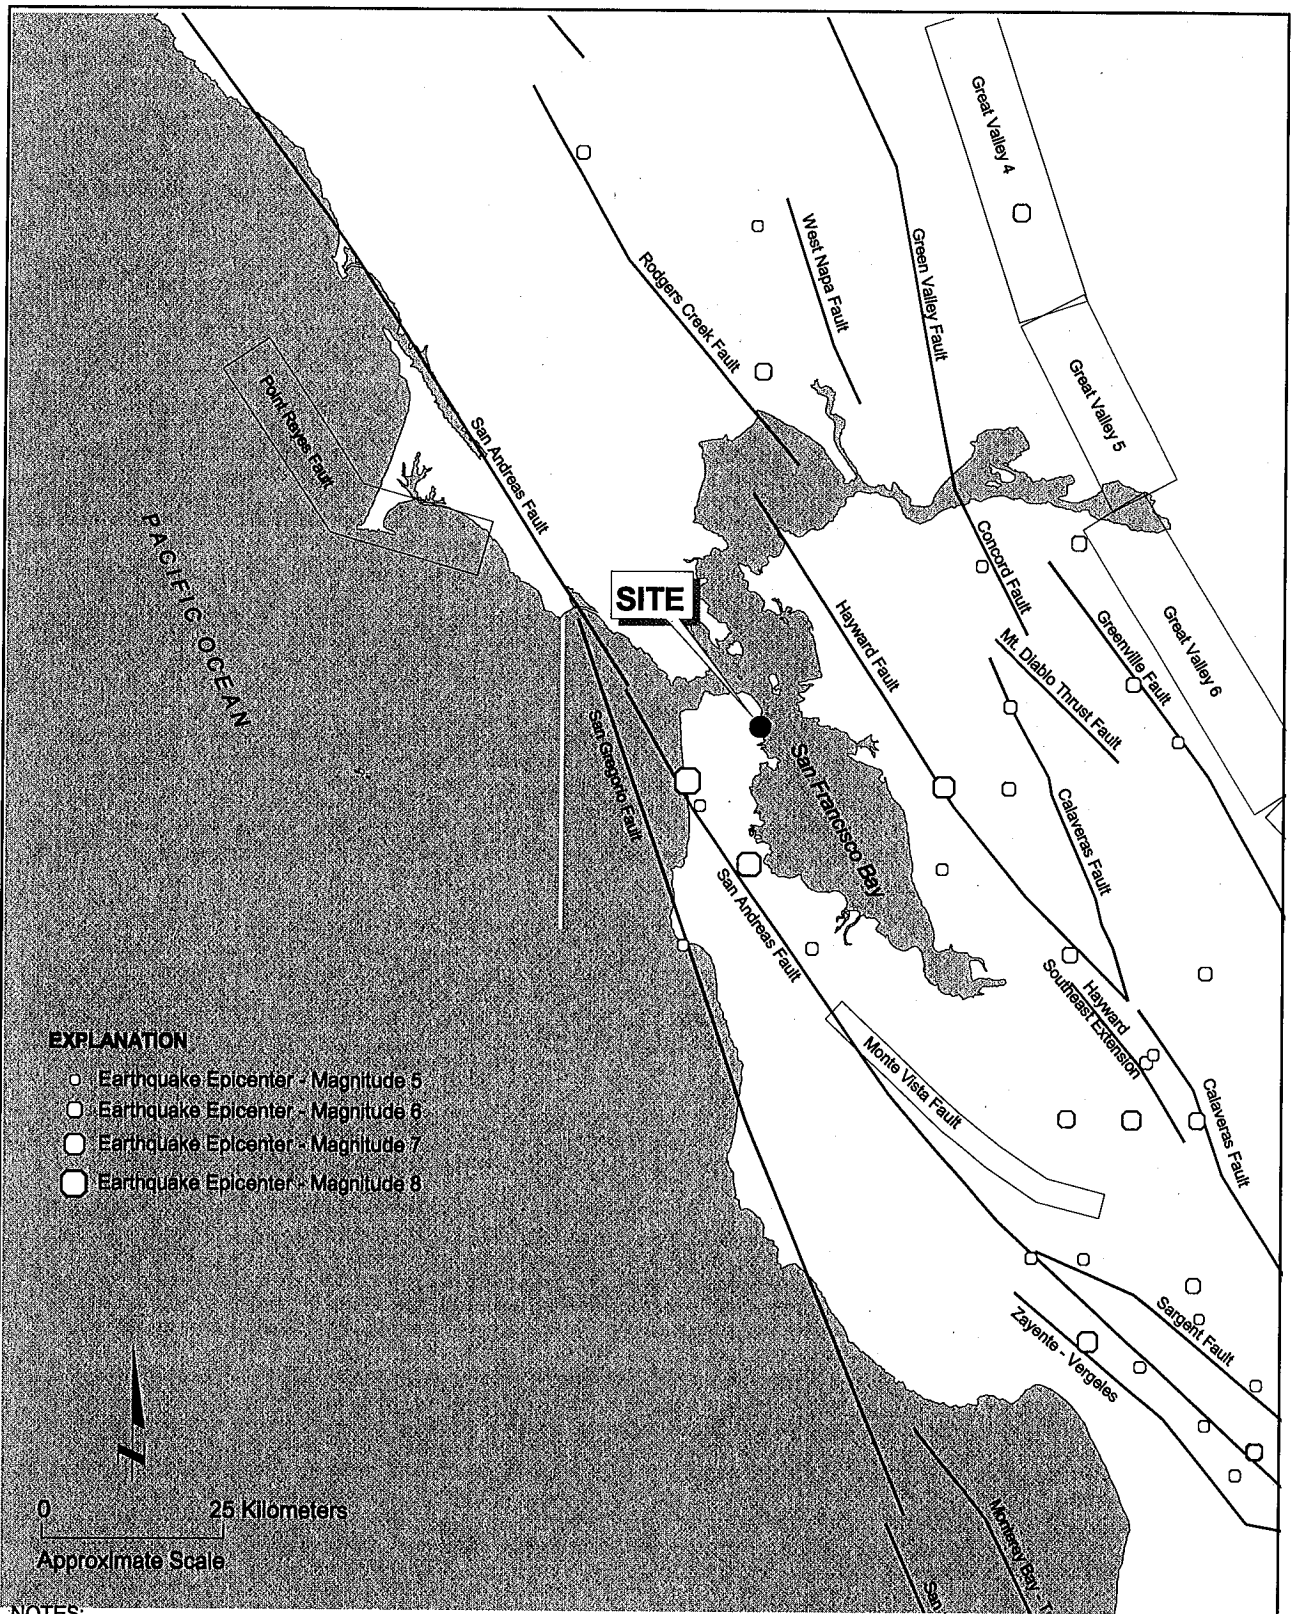 Great Valley 4
West Napa Fault
Green Valley Fault
Rodgers Creek Fault
Great Valley 5
Point Reyes Fault
San Andreas Fault
PACIFIC OCEAN
Concord Fault
SITE
Hayward Fault
Greenville Fault
Great Valley 6
Mt. Diablo Thrust Fault
San Gregorio Fault
San Francisco Bay
Calaveras Fault
San Andreas Fault
Hayward
Southeast Extension
Monte Vista Fault
Calaveras Fault
EXPLANATION
Earthquake Epicenter - Magnitude 5
Earthquake Epicenter - Magnitude 6
Earthquake Epicenter - Magnitude 7
Earthquake Epicenter - Magnitude 8
Sargent Fault
Zayente - Vergeles
0 25 Kilometers
Approximate Scale
Monterey Bay T
San
NOTES: